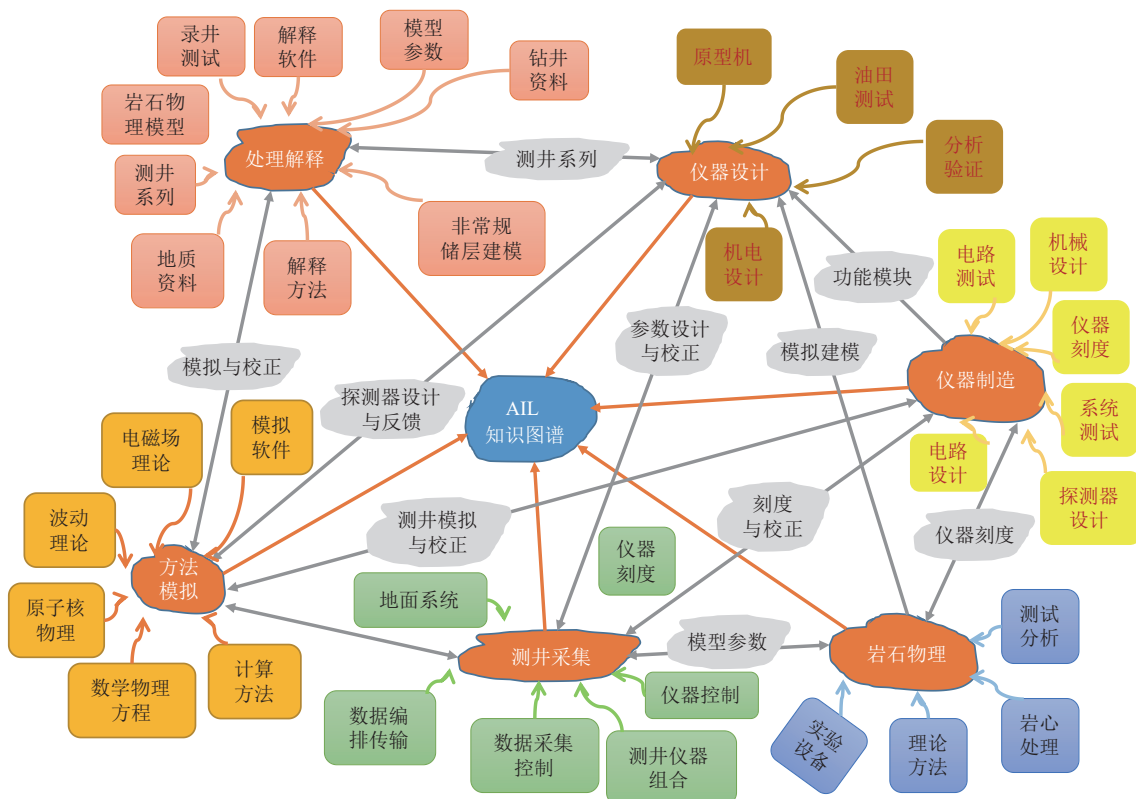 录井
测试
解释
软件
模型
参数
钻井
资料
岩石物
理模型
处理解释
测井
系列
地质
资料
解释
方法
非常规
储层建模
测井系列
原型机
油田
测试
分析
验证
仪器设计
机电
设计
功能模块
电路
测试
机械
设计
仪器
刻度
仪器制造
系统
测试
电路
设计
探测器
设计
模拟与校正
探测器设计
与反馈
参数设计
与校正
模拟建模
AIL
知识图谱
电磁场
理论
模拟
软件
波动
理论
方法
模拟
原子核
物理
数学物理
方程
计算
方法
测井模拟
与校正
刻度
与校正
仪器刻度
仪器
刻度
地面系统
测井采集
模型参数
仪器控制
数据编
排传输
数据采集
控制
测井仪器
组合
岩石物理
测试
分析
实验
设备
理论
方法
岩心
处理